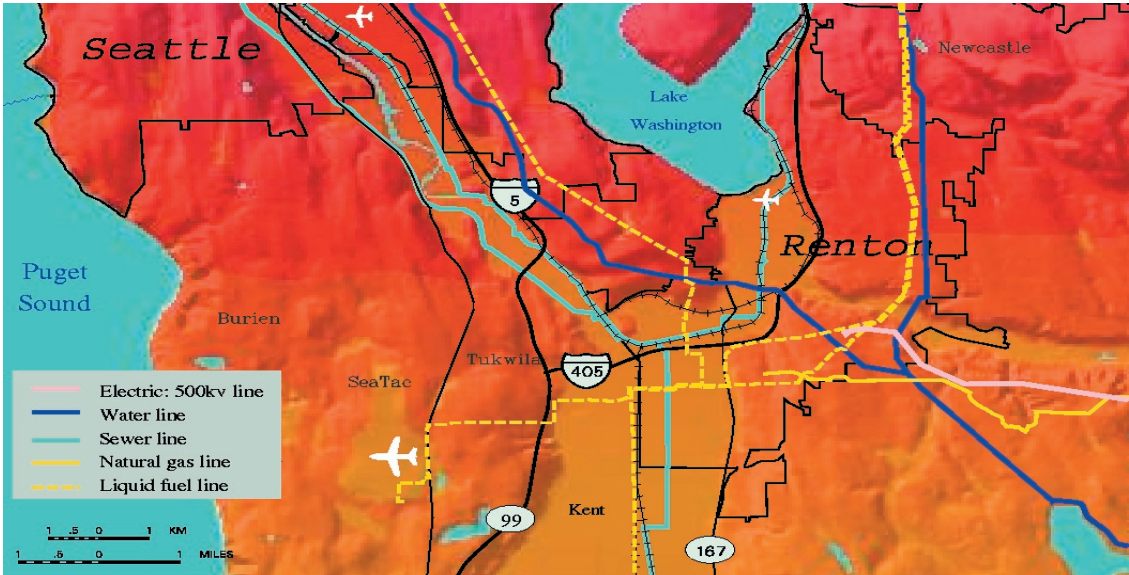 Seattle
Newcastle
Lake
Washington
5
Renton
Puget
Sound
Burien
Tukwila
405
SeaTac
Electric: 500kv line
Water line
Sewer line
Natural gas line
Liquid fuel line
Kent
99
167
1 .5 0 1 KM
1 .5 0 1 MILES